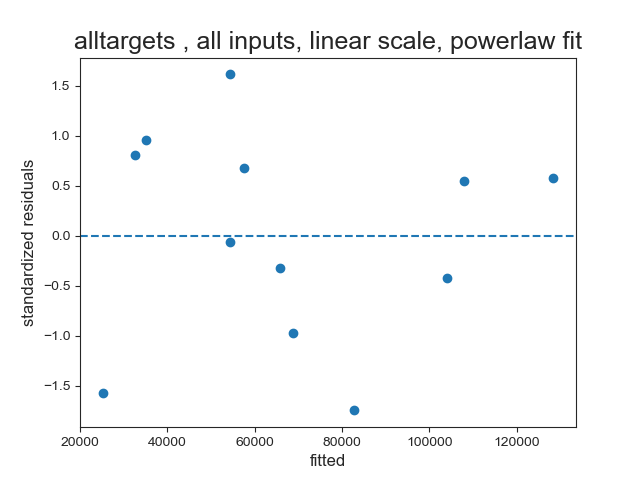 alltargets , all inputs, linear scale, powerlaw fit
1.5
1.0
0.5
0.0
−0.5
−1.0
−1.5
standardized residuals
20000 40000 60000 80000 100000 120000
fitted